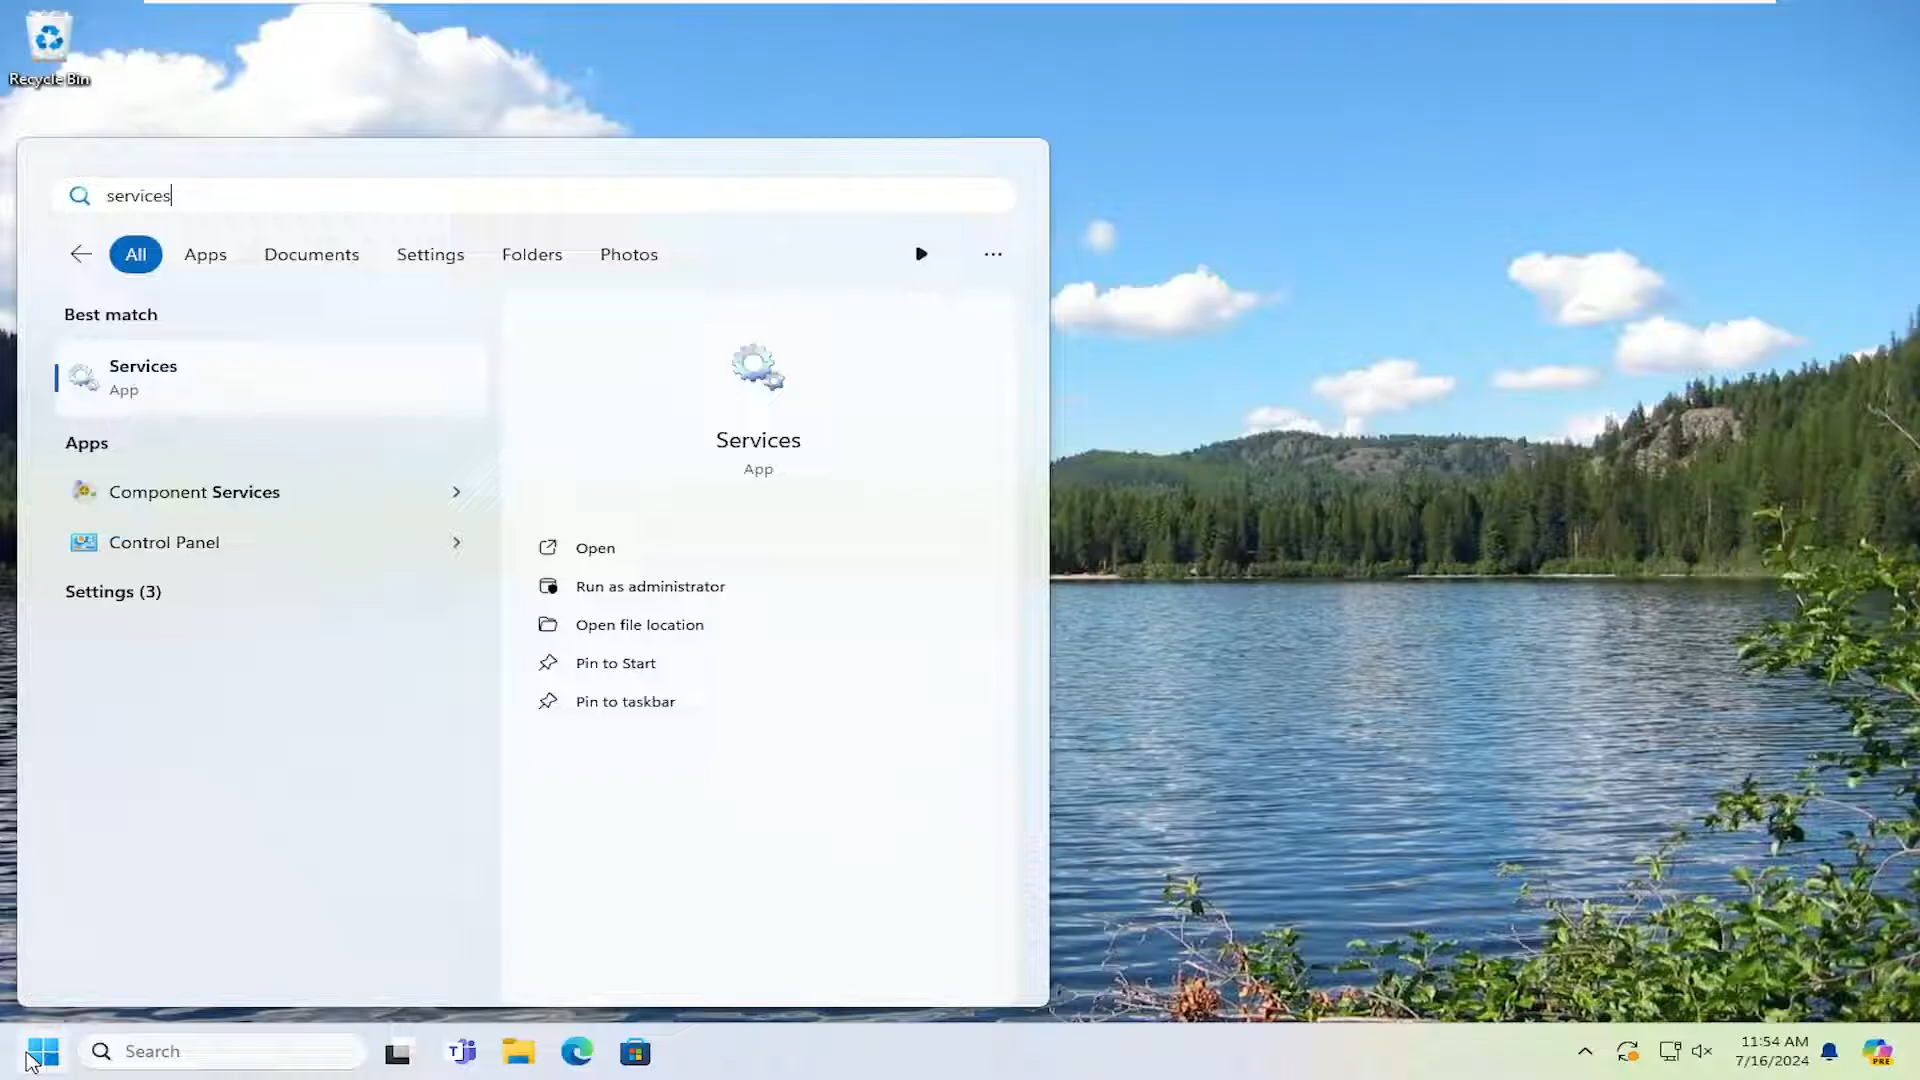 Recycle Bin
services
All Apps Documents Settings Folders Photos
Best match
Services
App
Apps
Component Services
Control Panel
Settings (3)
Services
App
Open
Run as administrator
Open file location
Pin to Start
Pin to taskbar
Search
11:54 AM
7/16/2024
PRE